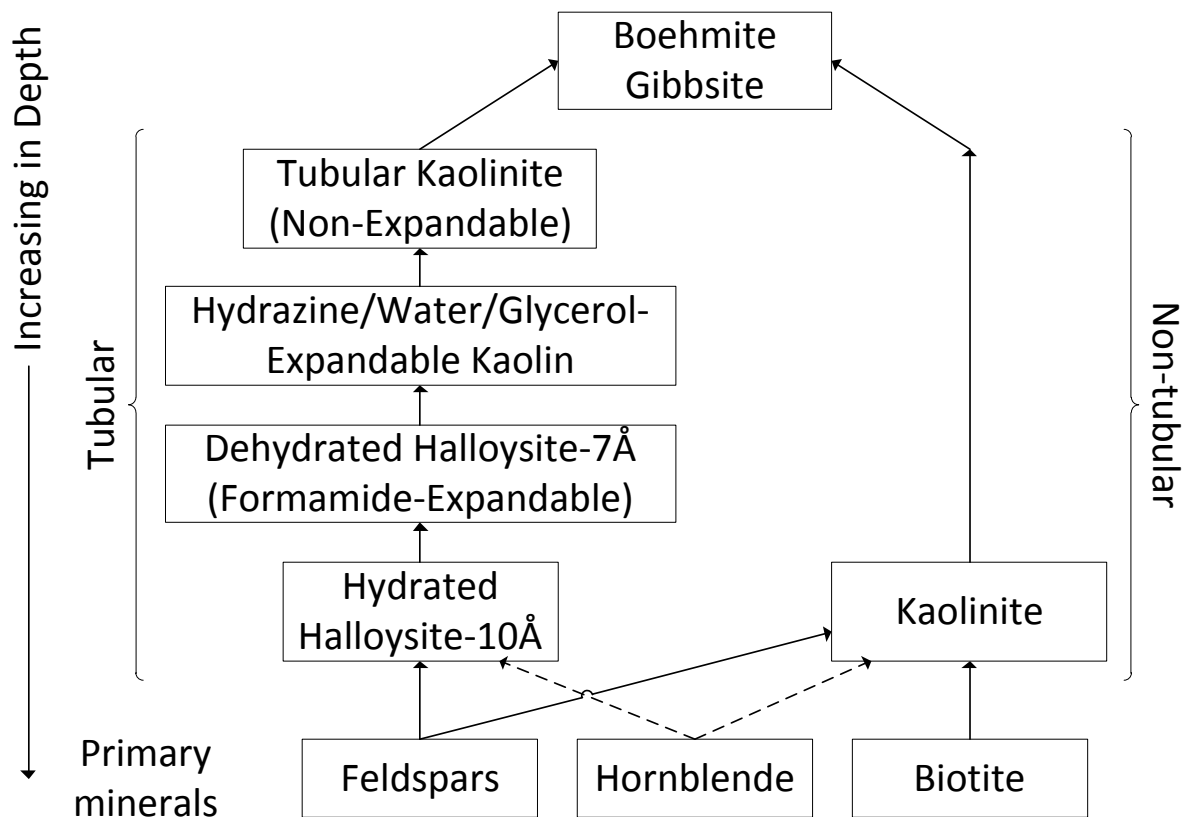 Increasing in Depth
Boehmite
Gibbsite
Tubular
Tubular Kaolinite
(Non-Expandable)
Hydrazine/Water/Glycerol-
Expandable Kaolin
Dehydrated Halloysite-7Å
(Formamide-Expandable)
Hydrated
Halloysite-10Å
Kaolinite
Non-tubular
Primary
minerals
Feldspars
Hornblende
Biotite